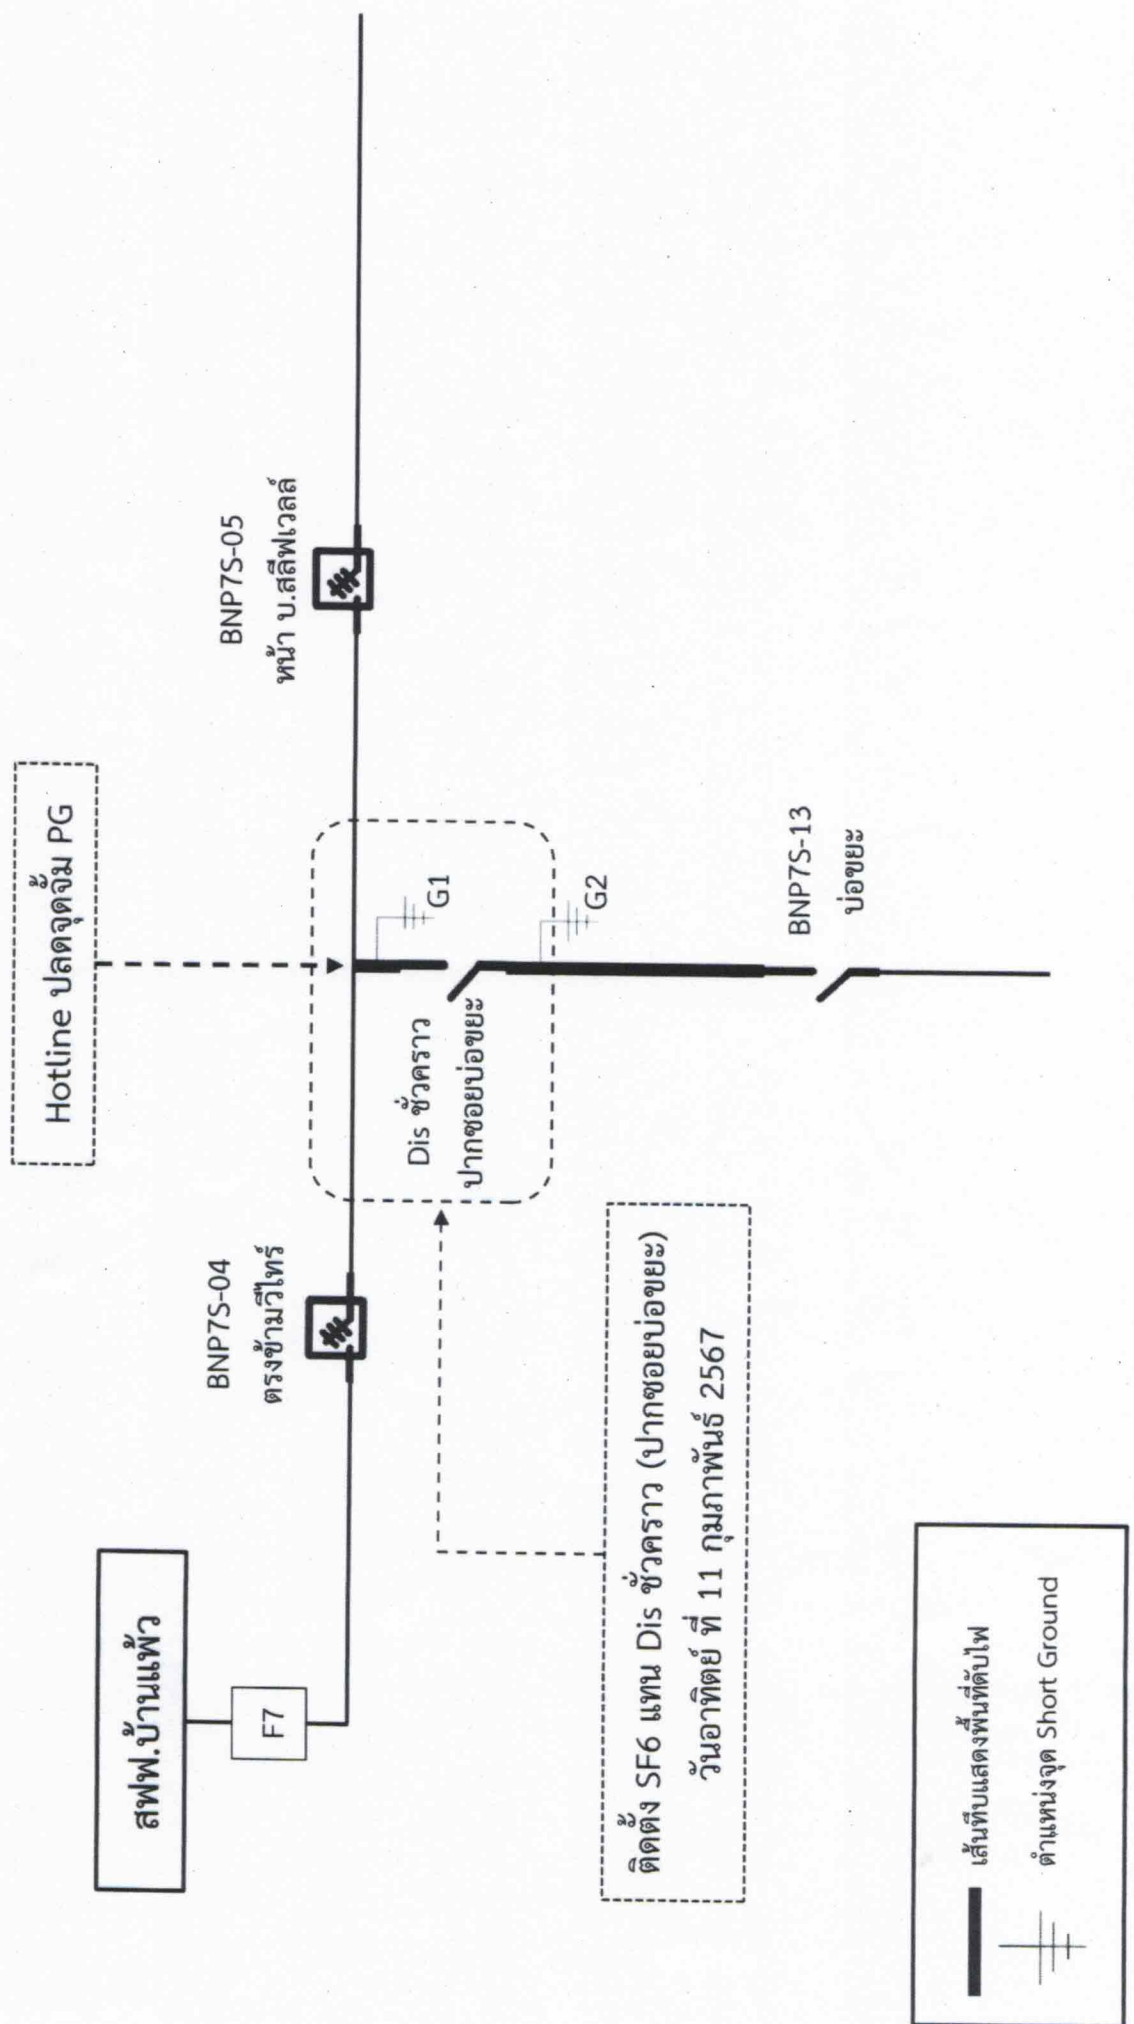 Hotline ปลดจุดจั๊ม PG
สฟฟ.บ้านแพ้ว
F7
BNP7S-04
ตรงข้ามวีไทร์
BNP7S-05
หน้า บ.สลีฟเวลล์
G1
Dis ชั่วคราว
ปากซอยบ่อขยะ
G2
BNP7S-13
บ่อขยะ
ติดตั้ง SF6 แทน Dis ชั่วคราว (ปากซอยบ่อขยะ)
วันอาทิตย์ ที่ 11 กุมภาพันธ์ 2567
เส้นทึบแสดงพื้นที่ดับไฟ
ตำแหน่งจุด Short Ground